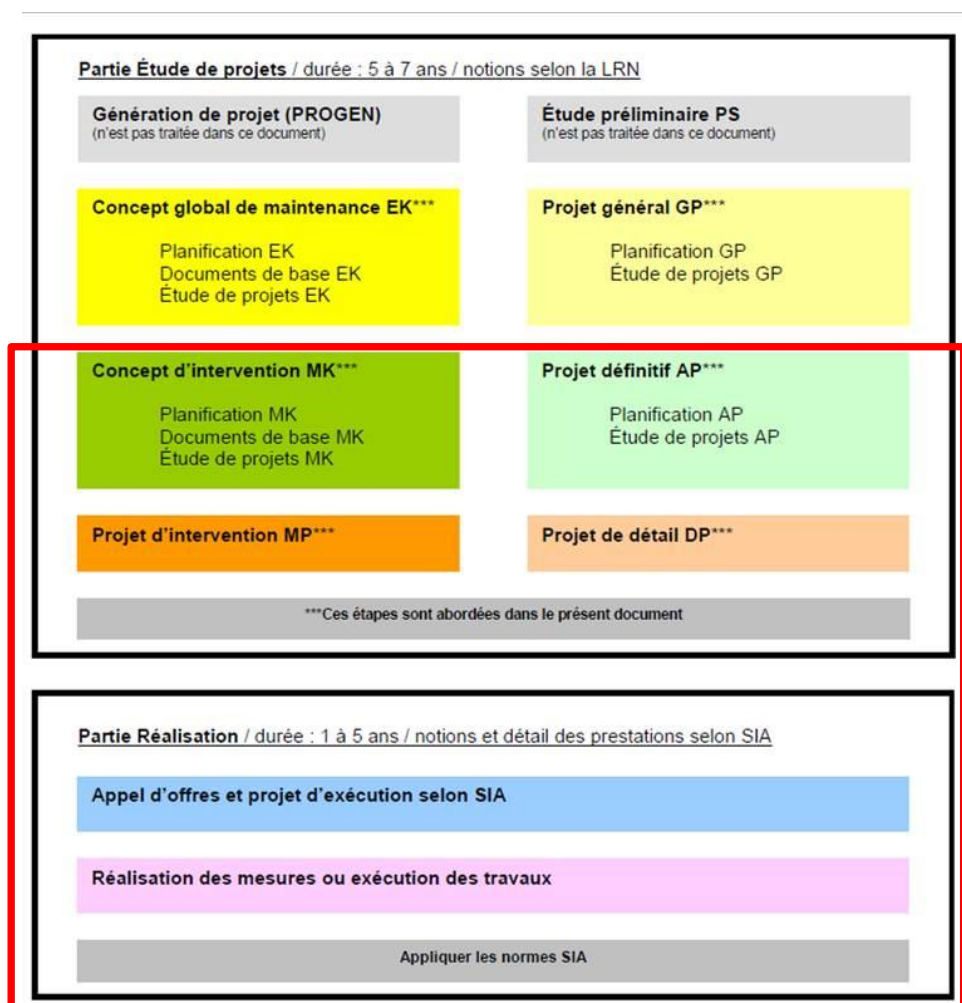 Partie Étude de projets / durée : 5 à 7 ans / notions selon la LRN
Génération de projet (PROGEN)
(n'est pas traitée dans ce document)
Étude préliminaire PS
(n'est pas traitée dans ce document)
Concept global de maintenance EK***
Planification EK
Documents de base EK
Étude de projets EK
Projet général GP***
Planification GP
Étude de projets GP
Concept d'intervention MK***
Planification MK
Documents de base MK
Étude de projets MK
Projet définitif AP***
Planification AP
Étude de projets AP
Projet d'intervention MP***
Projet de détail DP***
***Ces étapes sont abordées dans le présent document
Partie Réalisation / durée : 1 à 5 ans / notions et détail des prestations selon SIA
Appel d'offres et projet d'exécution selon SIA
Réalisation des mesures ou exécution des travaux
Appliquer les normes SIA